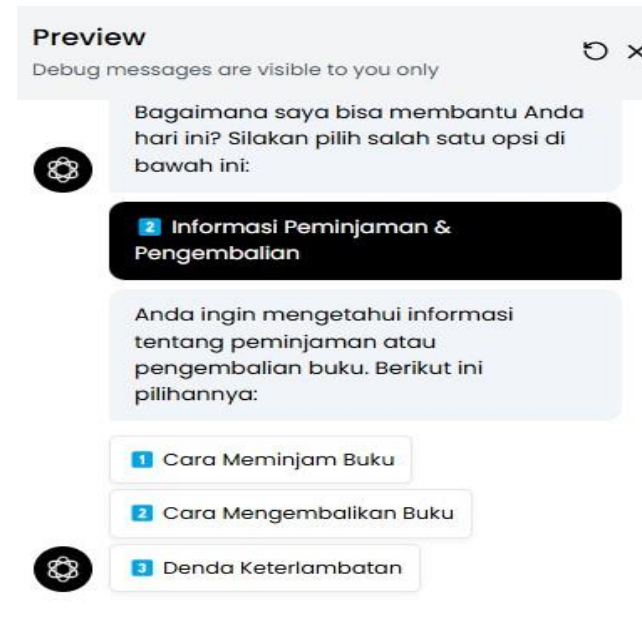 Preview
Debug messages are visible to you only
Bagaimana saya bisa membantu Anda
hari ini? Silakan pilih salah satu opsi di
bawah ini:
2️⃣ Informasi Peminjaman &
Pengembalian
Anda ingin mengetahui informasi
tentang peminjaman atau
pengembalian buku. Berikut ini
pilihannya:
1️⃣ Cara Meminjam Buku
2️⃣ Cara Mengembalikan Buku
3️⃣ Denda Keterlambatan